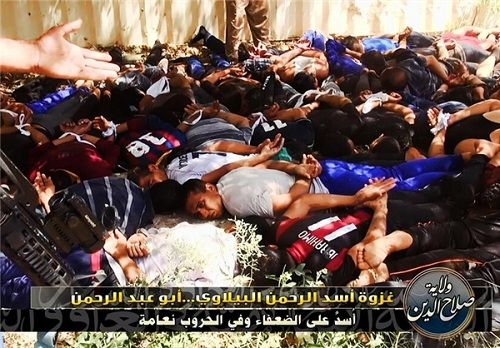 غزوة أسد الرحمن البيلاوي...أبو عبد الرحمن
أسدٌ على الضعفاء وفي الحروب نعامة
ولاية
صلاح الدين